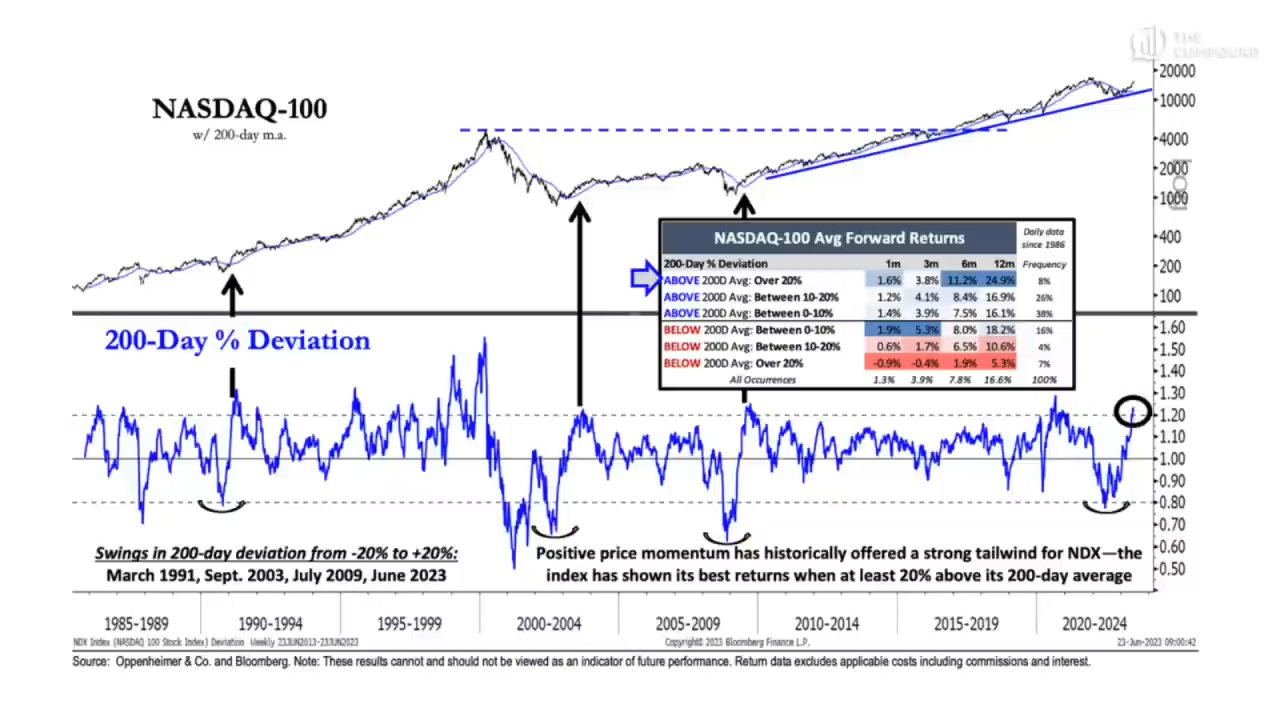 THE
COMPOUND
NASDAQ-100
w/ 200-day m.a.
20000
10000
4000
2000
1000
400
200
100
NASDAQ-100 Avg Forward Returns
Daily data
since 1986
200-Day % Deviation 1m 3m 6m 12m Frequency
ABOVE 200D Avg: Over 20% 1.6% 3.8% 11.2% 24.9% 8%
ABOVE 200D Avg: Between 10-20% 1.2% 4.1% 8.4% 16.9% 26%
ABOVE 200D Avg: Between 0-10% 1.4% 3.9% 7.5% 16.1% 38%
BELOW 200D Avg: Between 0-10% 1.9% 5.3% 8.0% 18.2% 16%
BELOW 200D Avg: Between 10-20% 0.6% 1.7% 6.5% 10.6% 4%
BELOW 200D Avg: Over 20% -0.9% -0.4% 1.9% 5.3% 7%
All Occurrences 1.3% 3.9% 7.8% 16.6% 100%
200-Day % Deviation
1.60
1.50
1.40
1.30
1.20
1.10
1.00
0.90
0.80
0.70
0.60
0.50
Swings in 200-day deviation from -20% to +20%:
March 1991, Sept. 2003, July 2009, June 2023
Positive price momentum has historically offered a strong tailwind for NDX—the
index has shown its best returns when at least 20% above its 200-day average
1985-1989 1990-1994 1995-1999 2000-2004 2005-2009 2010-2014 2015-2019 2020-2024
NDX Index (NASDAQ 100 Stock Index) Deviation Weekly 23JUN2013-23JUN2023 Copyright© 2023 Bloomberg Finance L.P. 23-Jun-2023 09:00:42
Source: Oppenheimer & Co. and Bloomberg. Note: These results cannot and should not be viewed as an indicator of future performance. Return data excludes applicable costs including commissions and interest.